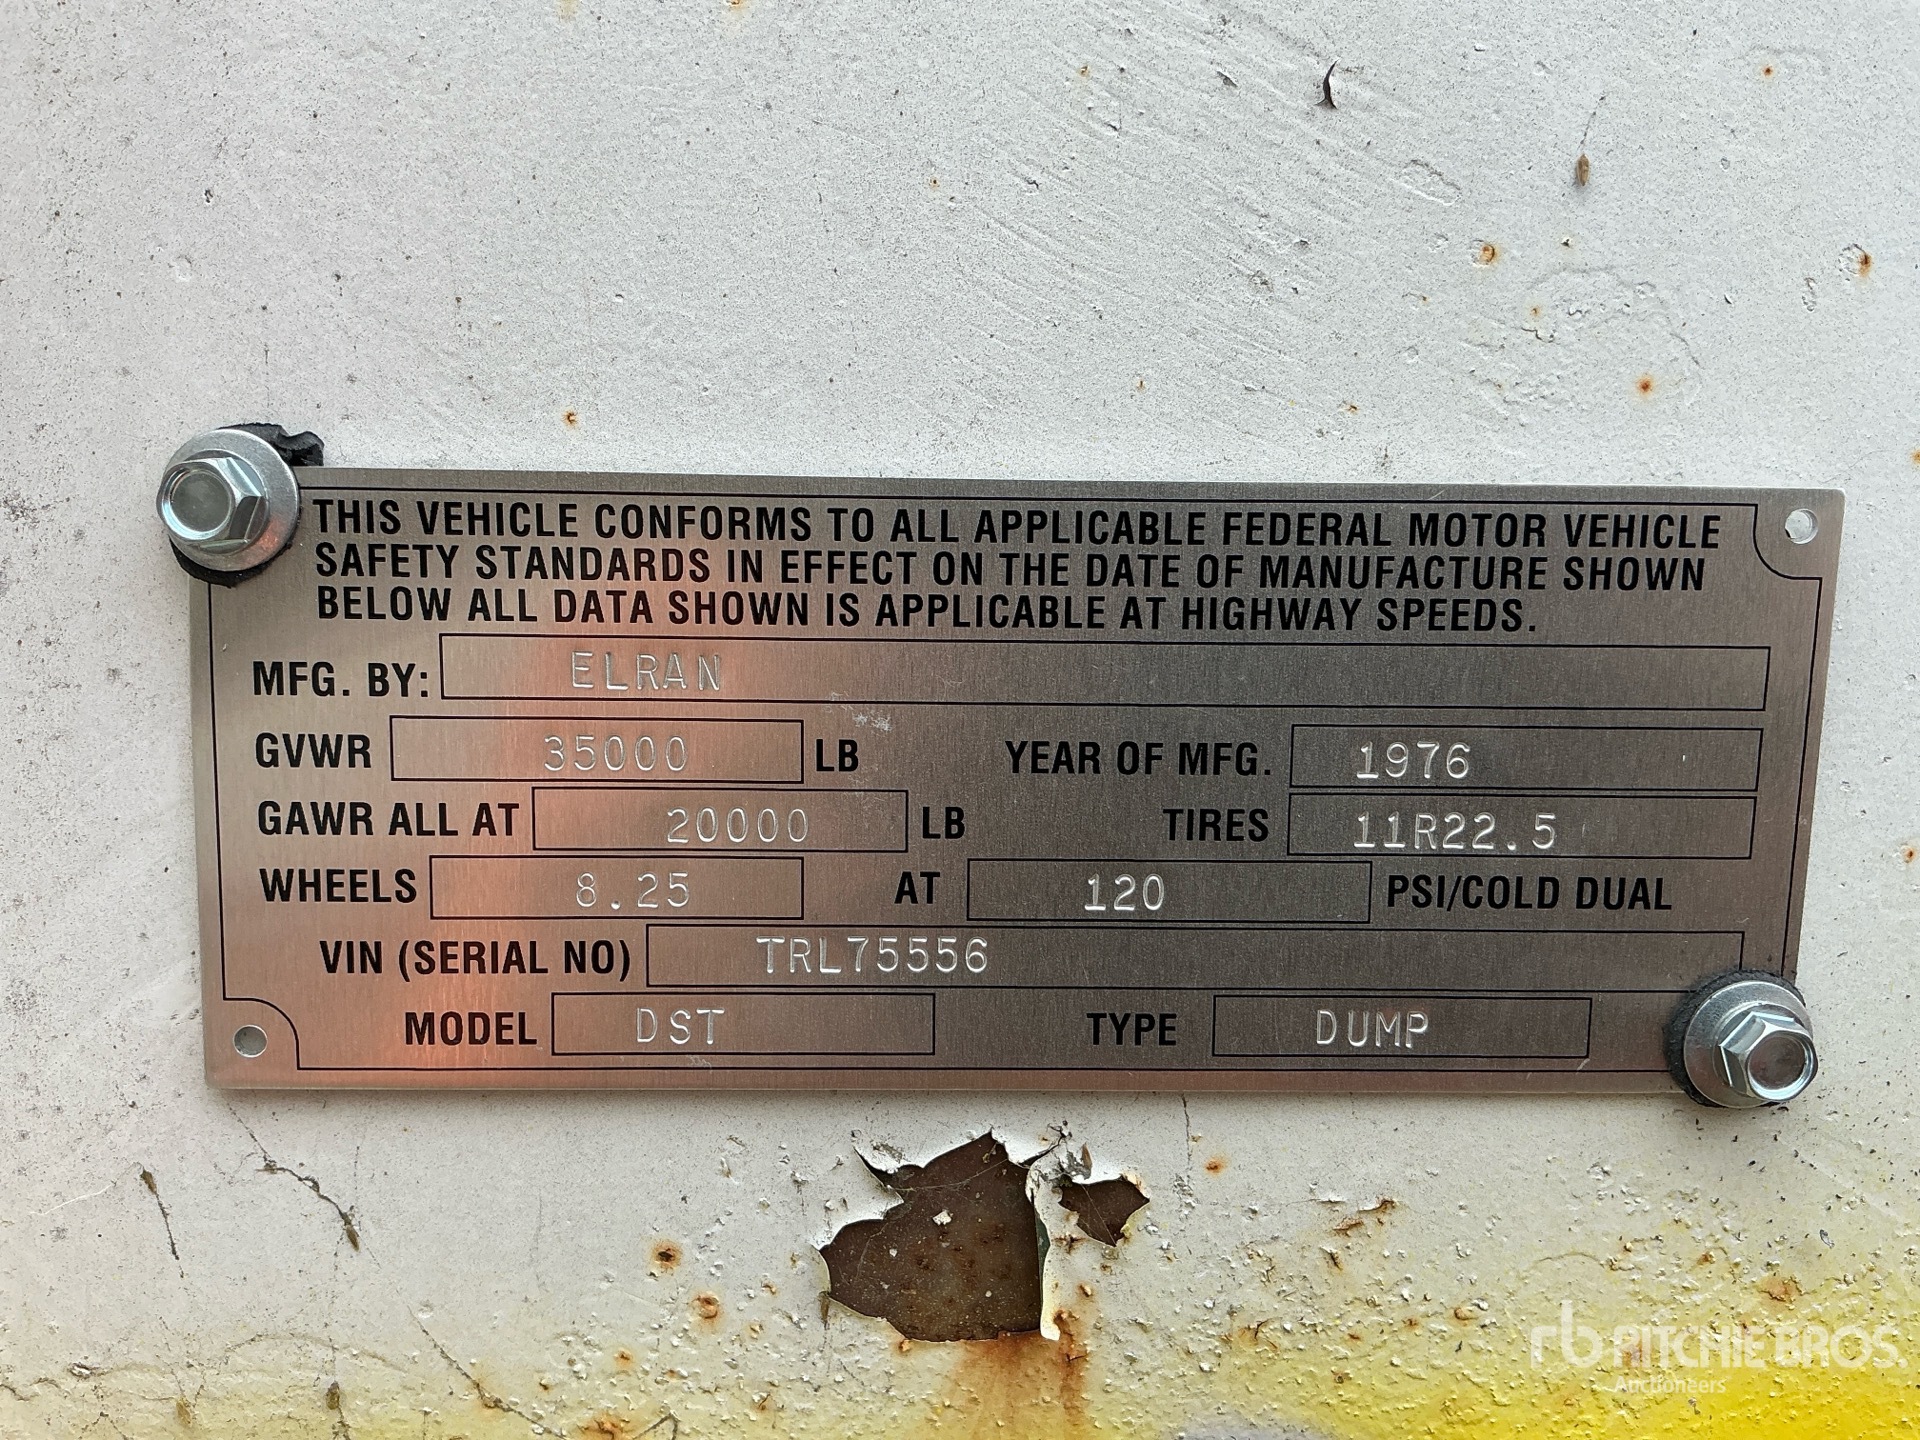 THIS VEHICLE CONFORMS TO ALL APPLICABLE FEDERAL MOTOR VEHICLE
SAFETY STANDARDS IN EFFECT ON THE DATE OF MANUFACTURE SHOWN
BELOW ALL DATA SHOWN IS APPLICABLE AT HIGHWAY SPEEDS.
MFG. BY: ELRAN
GVWR 35000 LB YEAR OF MFG. 1976
GAWR ALL AT 20000 LB TIRES 11R22.5
WHEELS 8.25 AT 120 PSI/COLD DUAL
VIN (SERIAL NO) TRL75556
MODEL DST TYPE DUMP
rb RITCHIE BROS.
Auctioneers